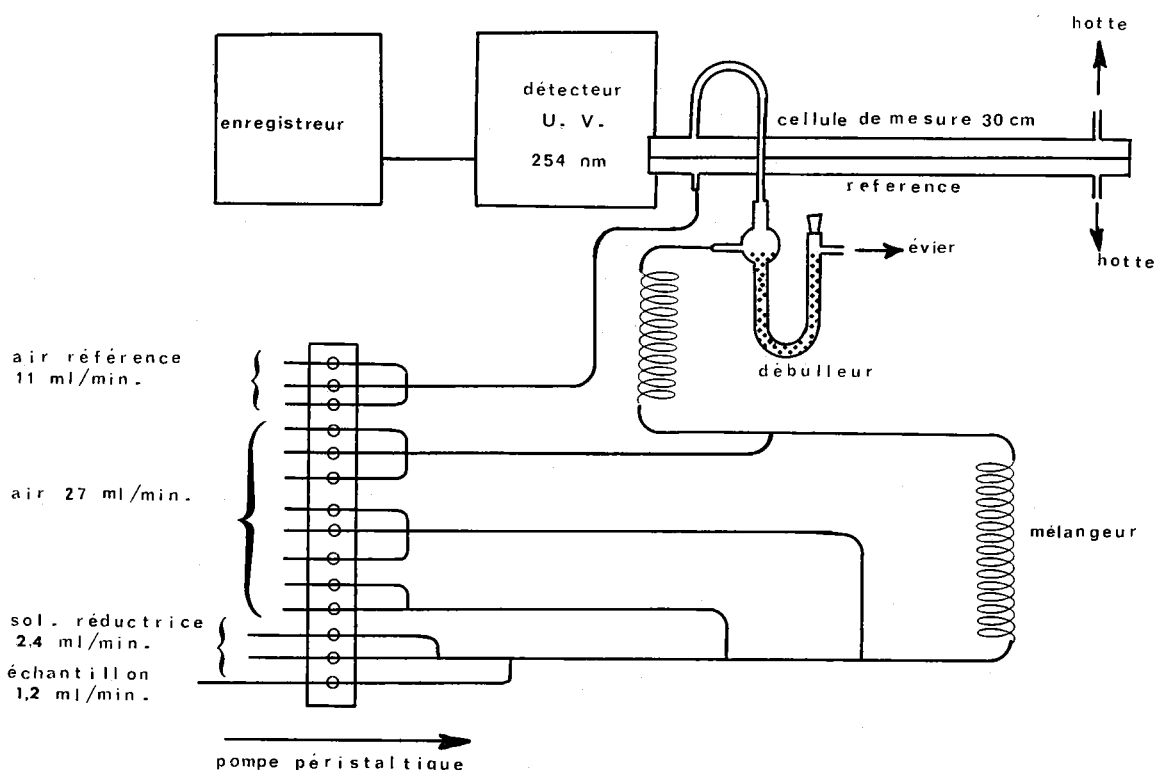 hotte
détecteur
U. V.
254 nm
enregistreur
cellule de mesure 30 cm
reférence
évier
hotte
débulleur
air référence
11 ml/min.
air 27 ml/min.
mélangeur
sol. réductrice
2,4 ml/min.
échantillon
1,2 ml/min.
pompe péristaltique